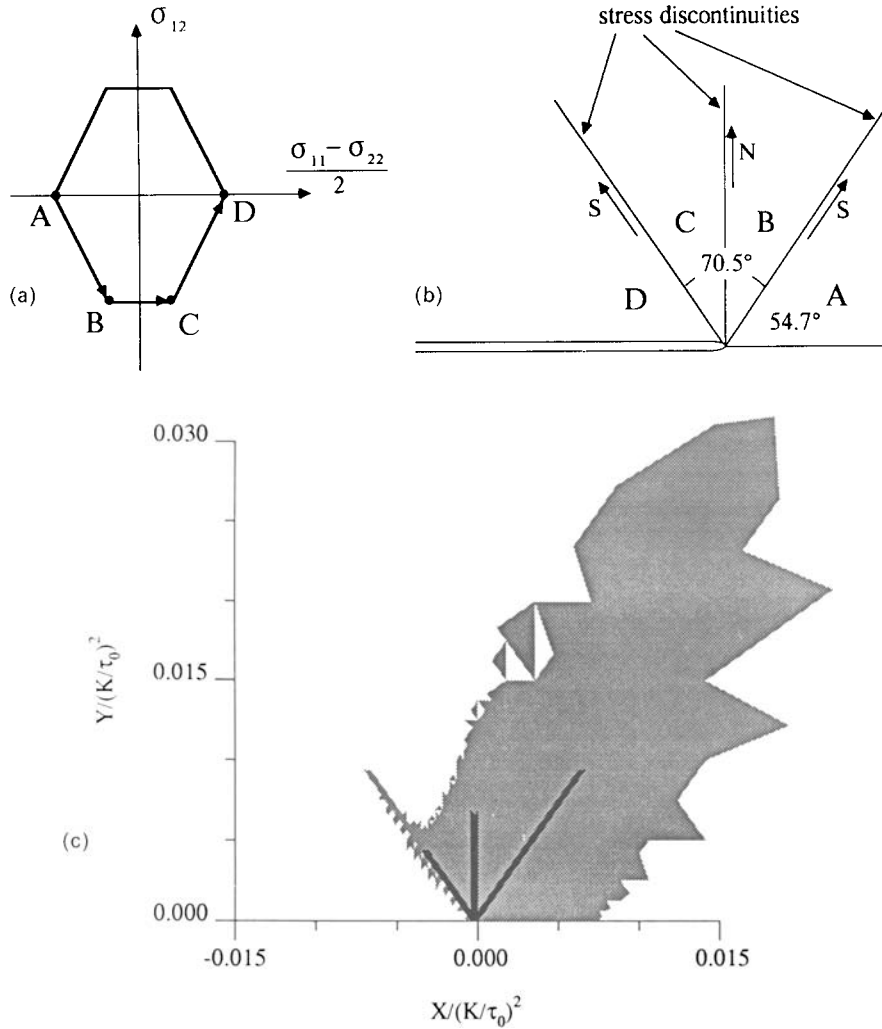 σ12
σ11 − σ22
2
A
D
B
C
(a)
stress discontinuities
N
S
S
C
B
70.5°
D
A
54.7°
(b)
0.030
0.015
0.000
Y/(K/τ0)2
(c)
-0.015
0.000
0.015
X/(K/τ0)2